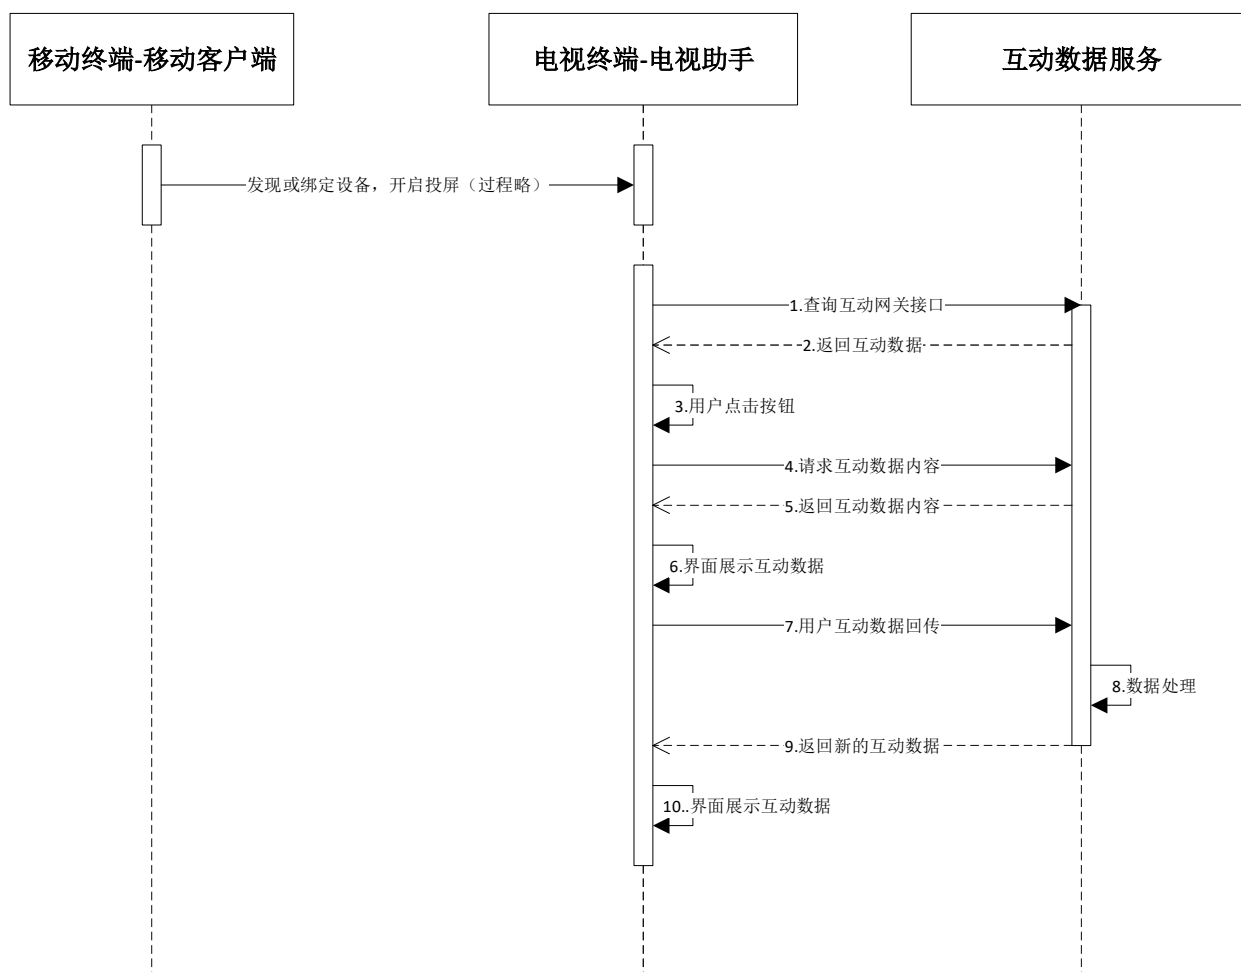 移动终端-移动客户端
电视终端-电视助手
互动数据服务
发现或绑定设备，开启投屏（过程略）
1.查询互动网关接口
2.返回互动数据
3.用户点击按钮
4.请求互动数据内容
5.返回互动数据内容
6.界面展示互动数据
7.用户互动数据回传
8.数据处理
9.返回新的互动数据
10..界面展示互动数据